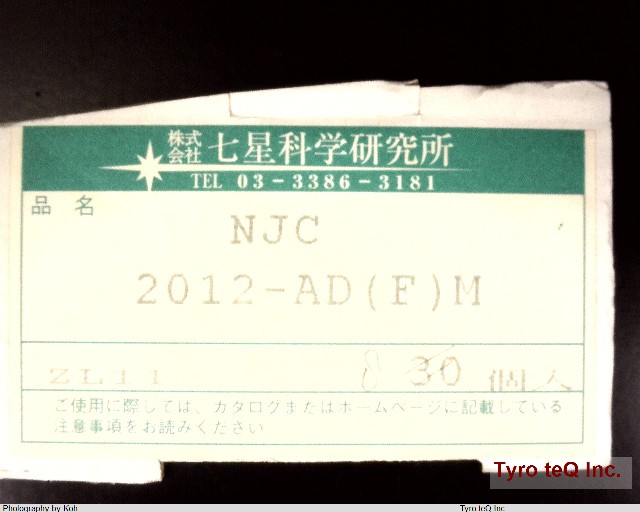 株式会社 七星科学研究所
TEL 03-3386-3181
品 名
NJC
2012-AD(F)M
ZL11 8 30 個入
ご使用に際しては、カタログまたはホームページに記載している
注意事項をお読みください
Tyro teQ Inc.
Photography by Koh Tyro teQ Inc